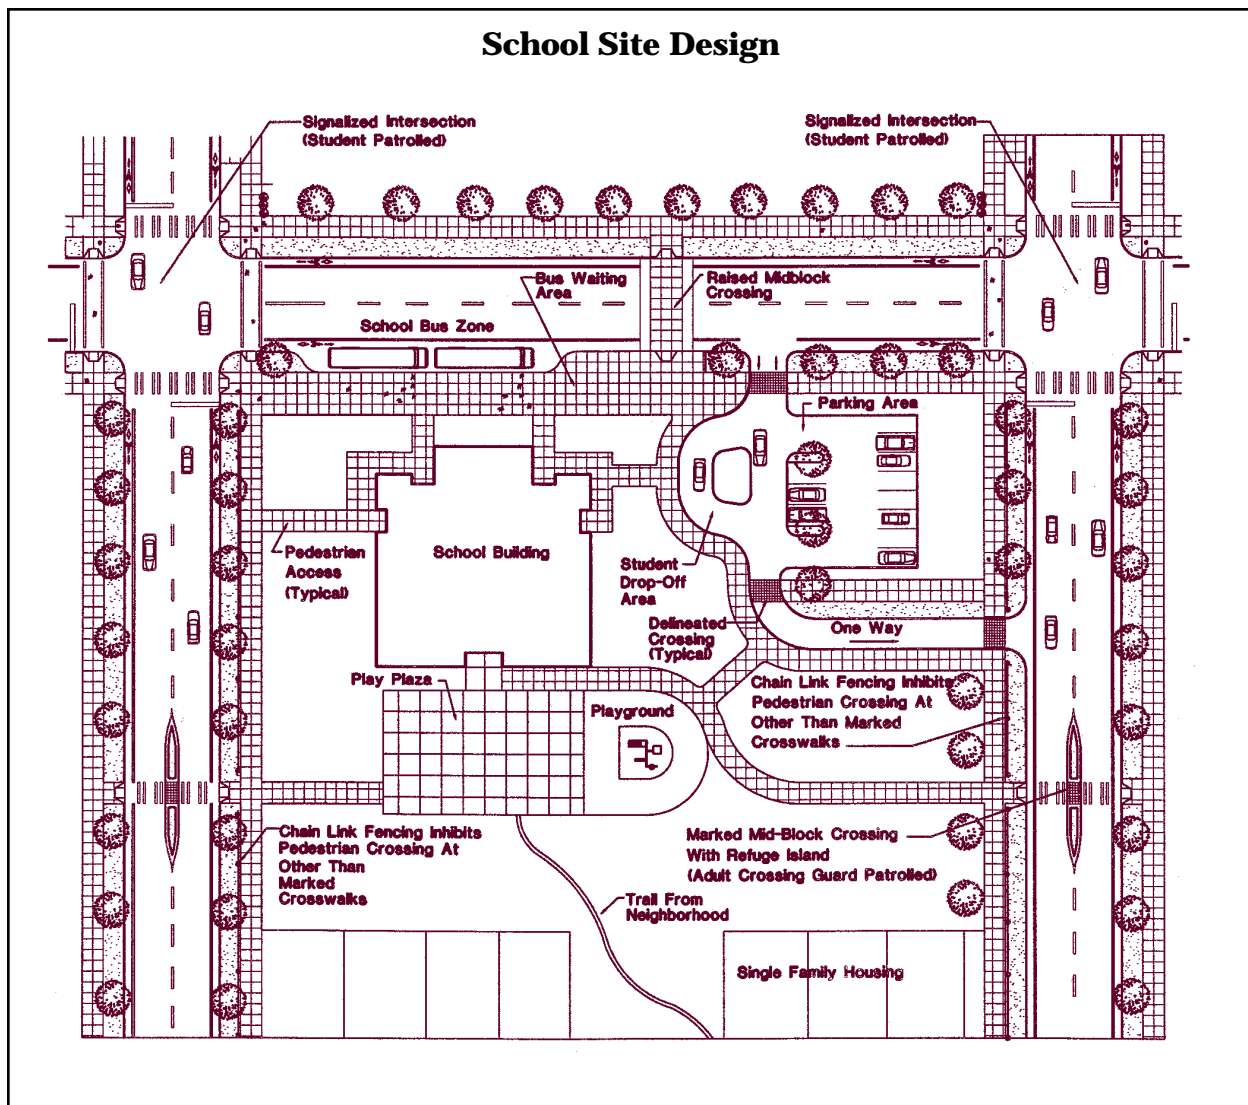 School Site Design
Signalized Intersection
(Student Patrolled)
Signalized Intersection
(Student Patrolled)
Bus Waiting
Area
Raised Midblock
Crossing
School Bus Zone
Parking Area
Pedestrian
Access
(Typical)
School Building
Student
Drop-Off
Area
Delineated
Crossing
(Typical)
One Way
Play Plaza
Playground
Chain Link Fencing Inhibits
Pedestrian Crossing At
Other Than Marked
Crosswalks
Chain Link Fencing Inhibits
Pedestrian Crossing At
Other Than
Marked
Crosswalks
Marked Mid-Block Crossing
With Refuge Island
(Adult Crossing Guard Patrolled)
Trail From
Neighborhood
Single Family Housing